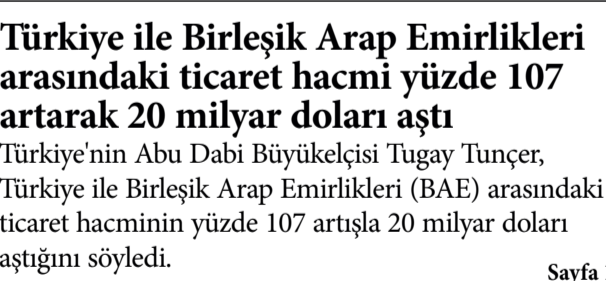 Türkiye ile Birleşik Arap Emirlikleri
arasındaki ticaret hacmi yüzde 107
artarak 20 milyar doları aştı
Türkiye'nin Abu Dabi Büyükelçisi Tugay Tunçer,
Türkiye ile Birleşik Arap Emirlikleri (BAE) arasındaki
ticaret hacminin yüzde 107 artışla 20 milyar doları
aştığını söyledi.
Sayfa